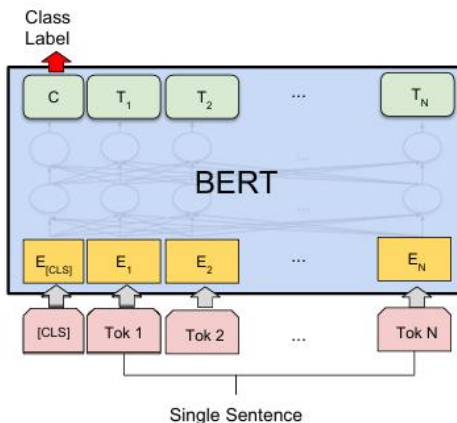 Class
Label
C T1 T2 ... TN
BERT
E[CLS] E1 E2 ... EN
[CLS] Tok 1 Tok 2 ... Tok N
Single Sentence